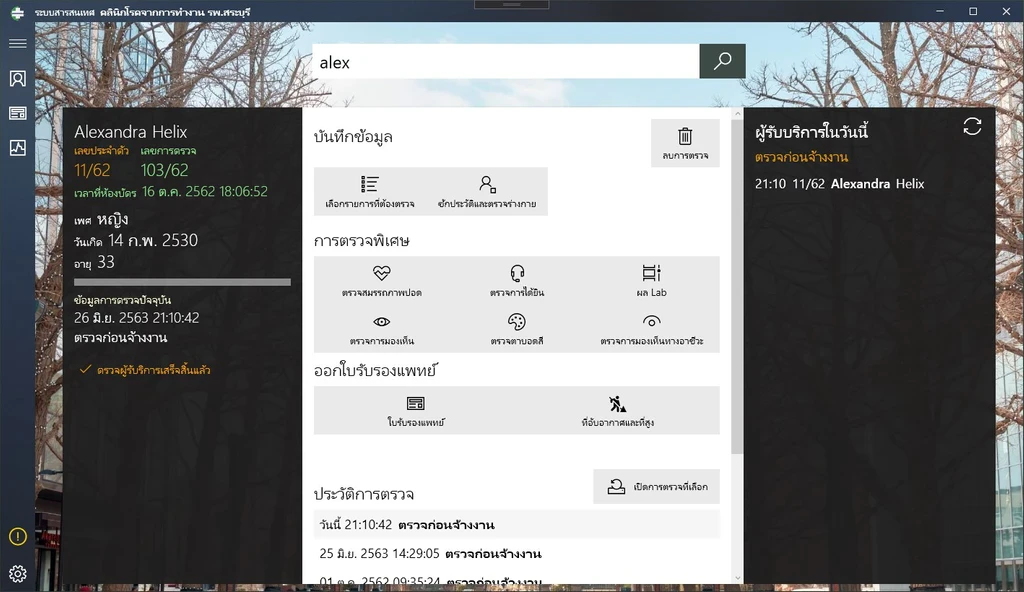 ระบบสารสนเทศ คลินิกโรคจากการทำงาน รพ.สระบุรี
alex
Alexandra Helix
เลขประจำตัว เลขการตรวจ
11/62 103/62
เวลาที่ห้องบัตร 16 ต.ค. 2562 18:06:52
เพศ หญิง
วันเกิด 14 ก.พ. 2530
อายุ 33
ข้อมูลการตรวจปัจจุบัน
26 มิ.ย. 2563 21:10:42
ตรวจก่อนจ้างงาน
ตรวจผู้รับบริการเสร็จสิ้นแล้ว
บันทึกข้อมูล
ลบการตรวจ
เลือกรายการที่ต้องตรวจ ซักประวัติและตรวจร่างกาย
การตรวจพิเศษ
ตรวจสมรรถภาพปอด ตรวจการได้ยิน ผล Lab
ตรวจการมองเห็น ตรวจตาบอดสี ตรวจการมองเห็นทางอาชีวะ
ออกใบรับรองแพทย์
ใบรับรองแพทย์ ที่อับอากาศและที่สูง
ประวัติการตรวจ
เปิดการตรวจที่เลือก
วันนี้ 21:10:42 ตรวจก่อนจ้างงาน
25 มิ.ย. 2563 14:29:05 ตรวจก่อนจ้างงาน
01 ต.ค. 2562 09:35:24 ตรวจก่อนจ้างงาน
ผู้รับบริการในวันนี้
ตรวจก่อนจ้างงาน
21:10 11/62 Alexandra Helix